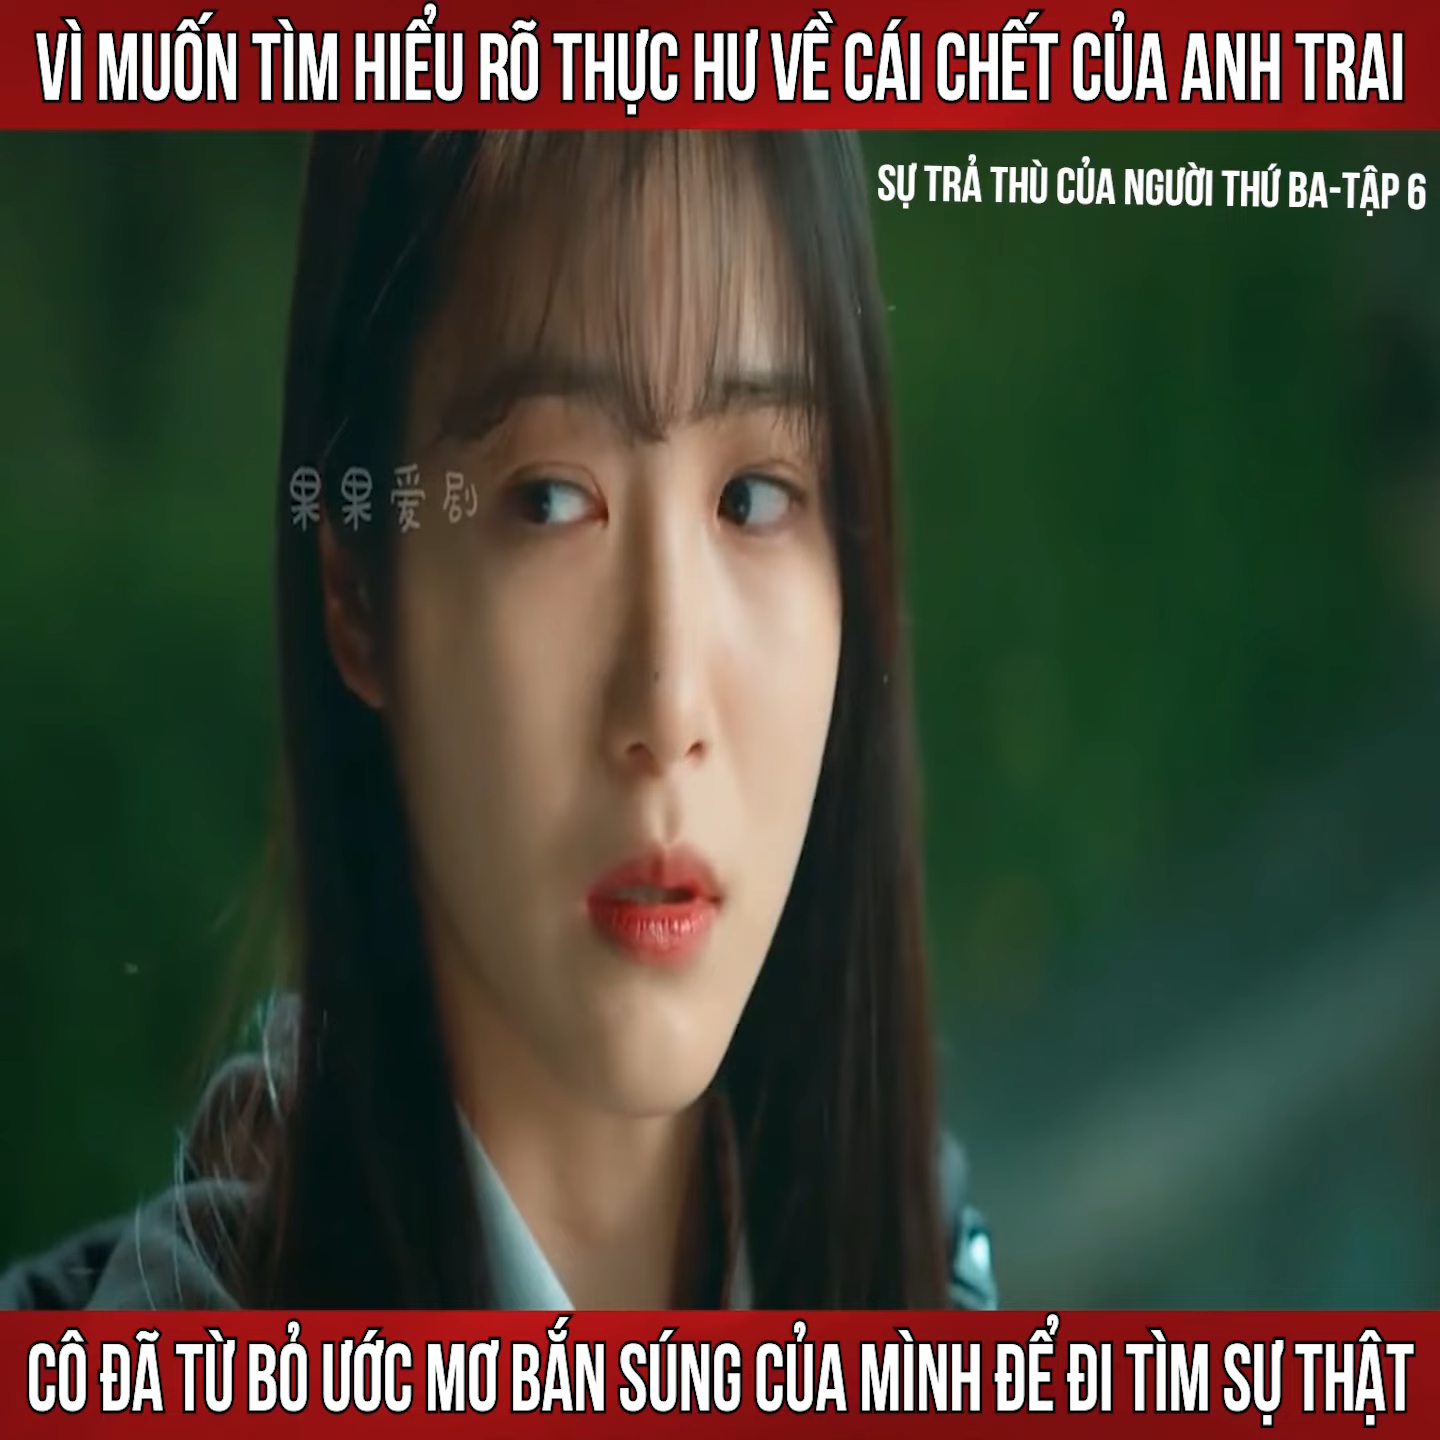 VÌ MUỐN TÌM HIỂU RÕ THỰC HƯ VỀ CÁI CHẾT CỦA ANH TRAI
SỰ TRẢ THÙ CỦA NGƯỜI THỨ BA-TẬP 6
果果爱剧
CÔ ĐÃ TỪ BỎ ƯỚC MƠ BẮN SÚNG CỦA MÌNH ĐỂ ĐI TÌM SỰ THẬT